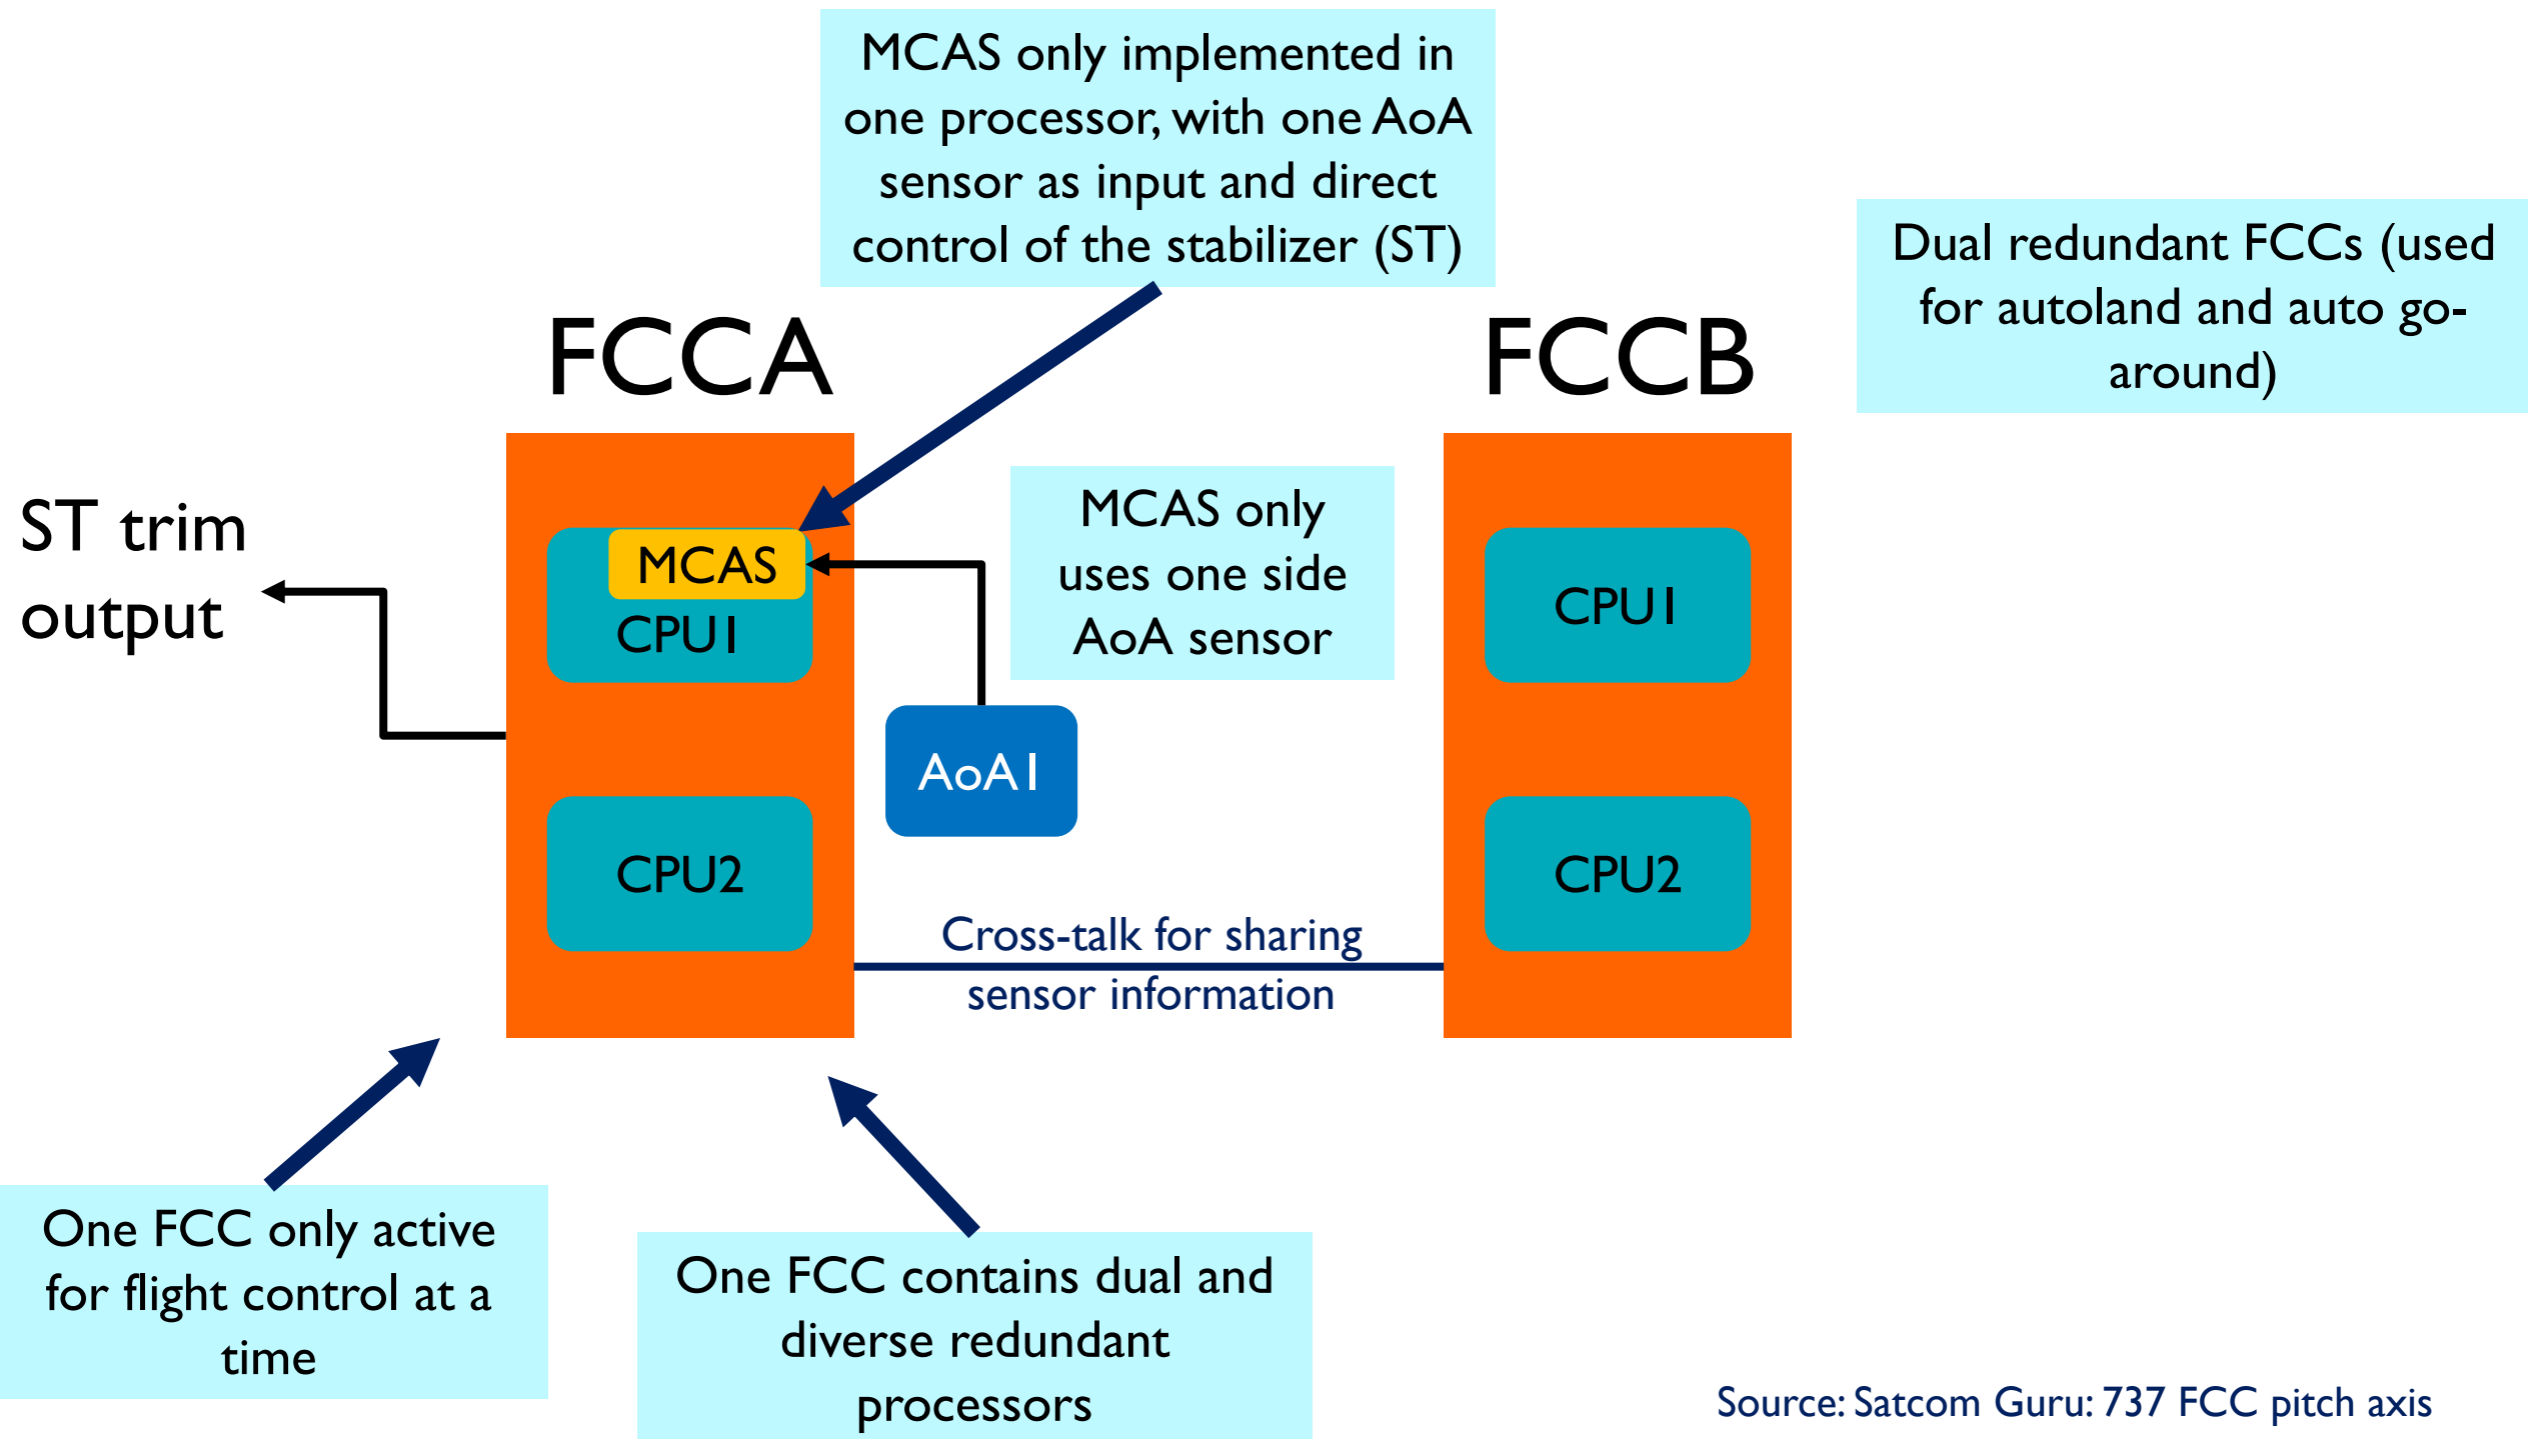 MCAS only implemented in
one processor, with one AoA
sensor as input and direct
control of the stabilizer (ST)
Dual redundant FCCs (used
for autoland and auto go-
around)
FCCA
FCCB
ST trim
output
MCAS
CPU1
MCAS only
uses one side
AoA sensor
CPU1
AoA1
CPU2
CPU2
Cross-talk for sharing
sensor information
One FCC only active
for flight control at a
time
One FCC contains dual and
diverse redundant
processors
Source: Satcom Guru: 737 FCC pitch axis